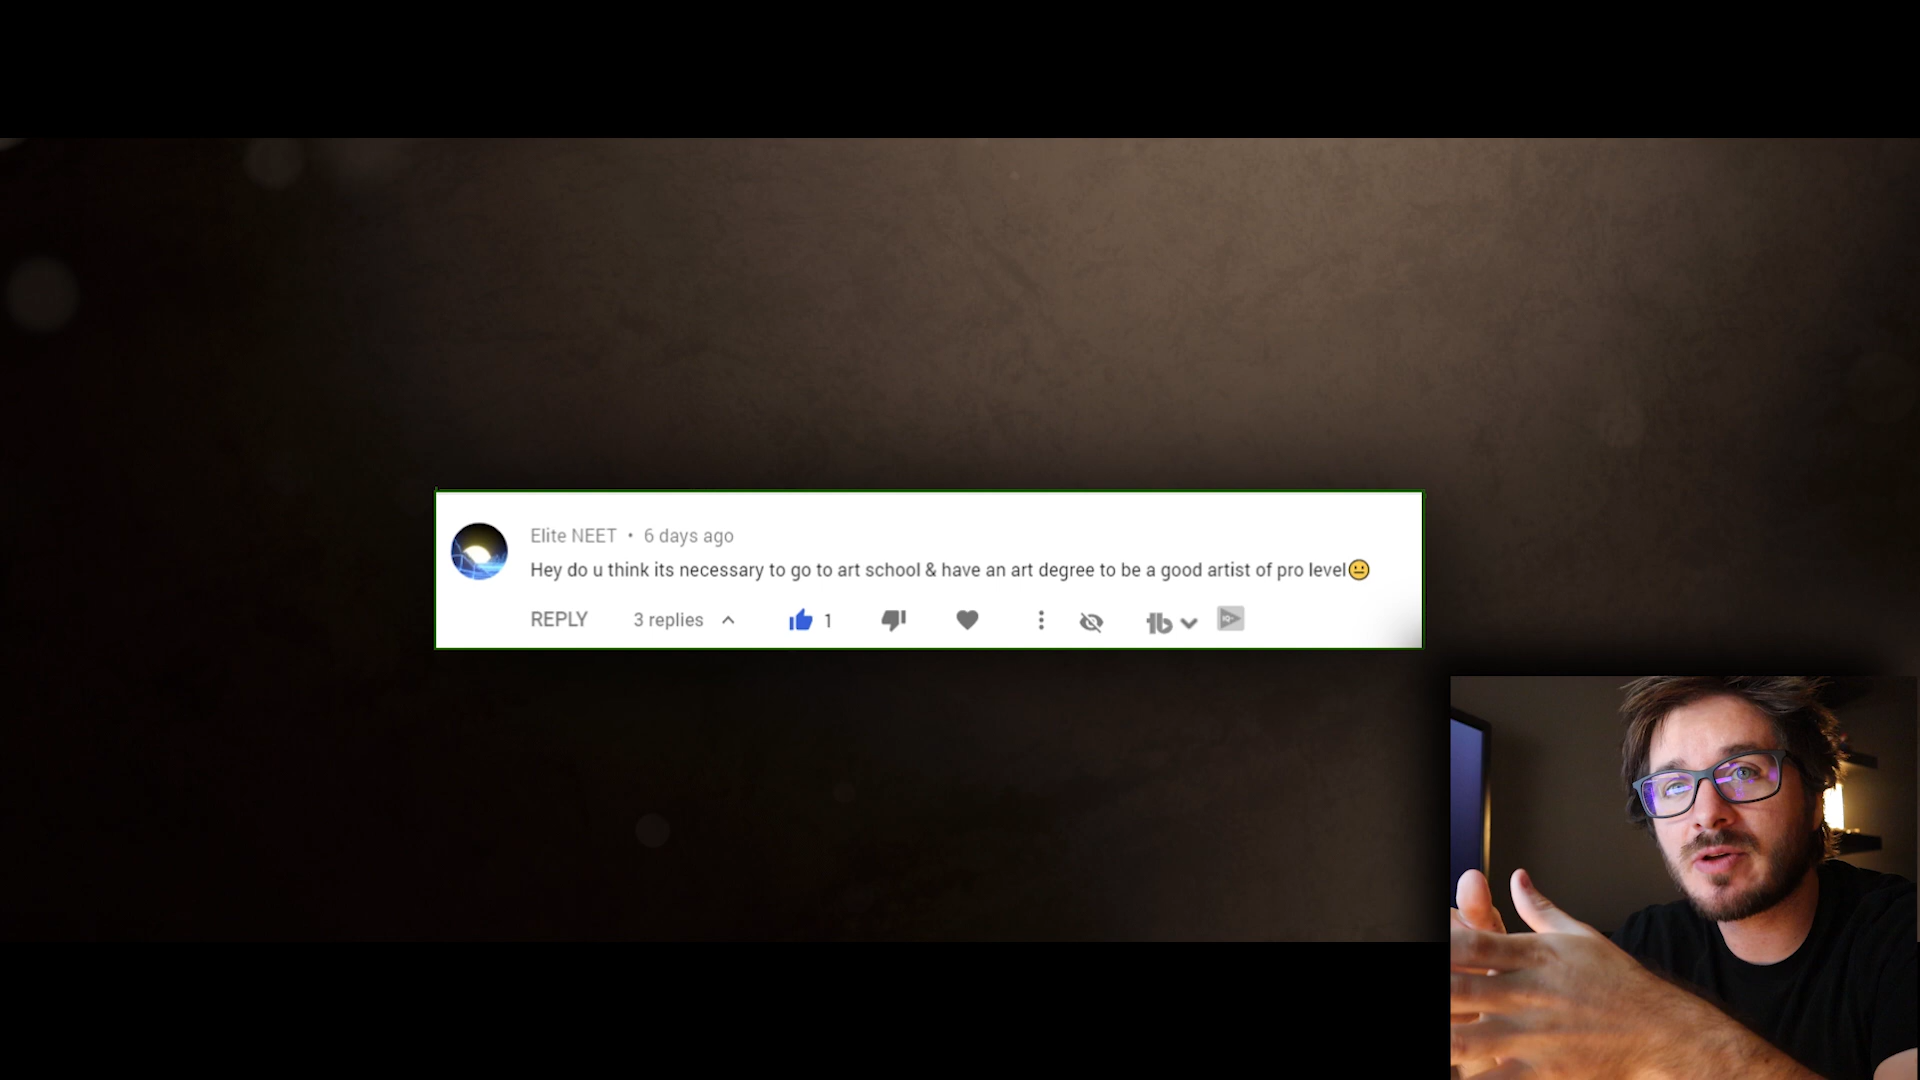 Elite NEET • 6 days ago
Hey do u think its necessary to go to art school & have an art degree to be a good artist of pro level😐
REPLY 3 replies 1